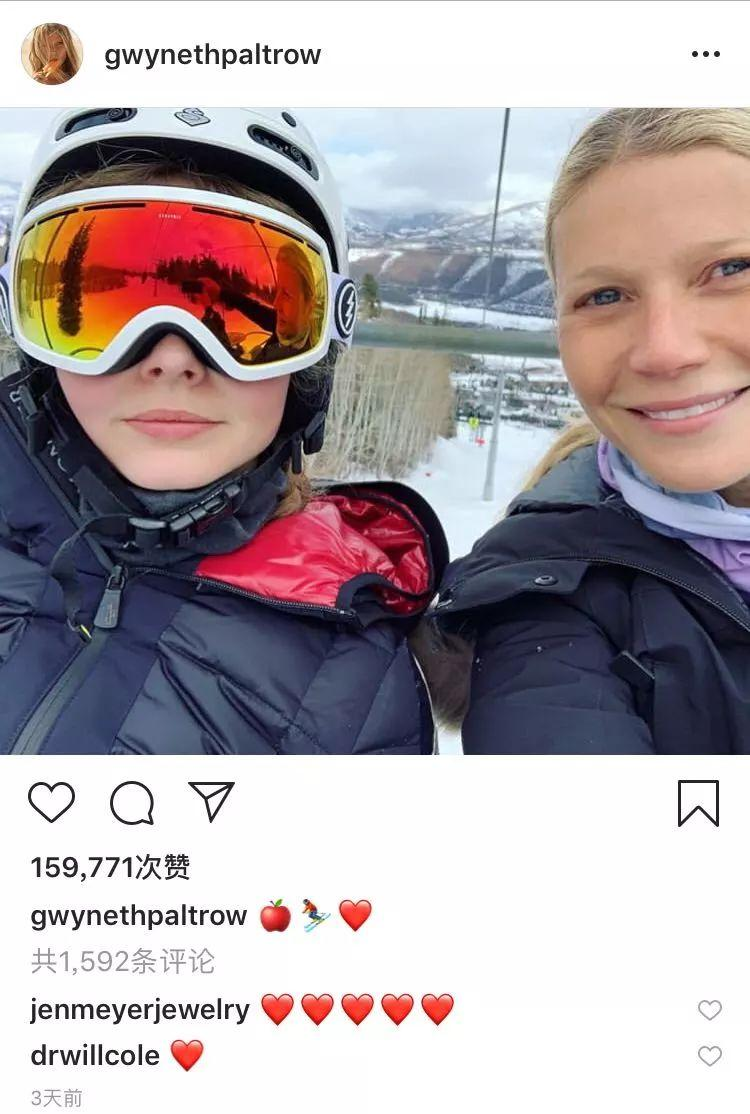 gwynethpaltrow
159,771次赞
gwynethpaltrow 🍎⛷️❤️
共1,592条评论
jenmeyerjewelry ❤️❤️❤️❤️❤️
drwillcole ❤️
3天前